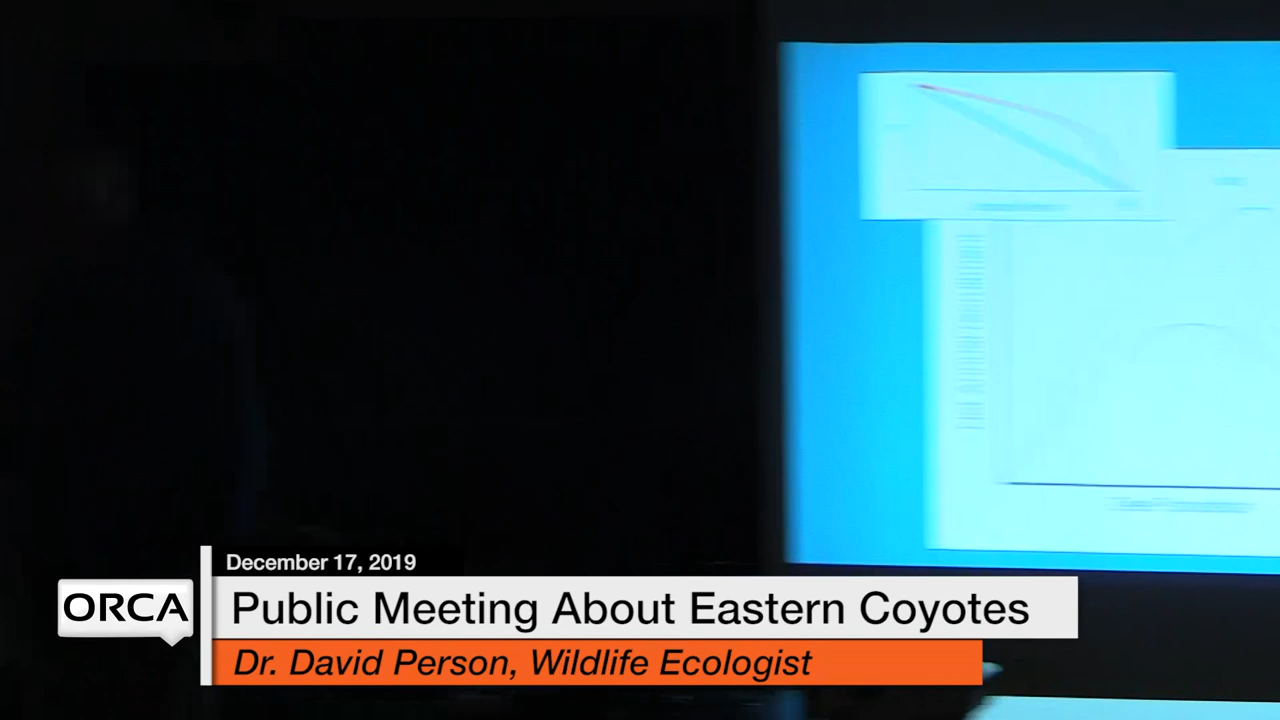 December 17, 2019
ORCA
Public Meeting About Eastern Coyotes
Dr. David Person, Wildlife Ecologist